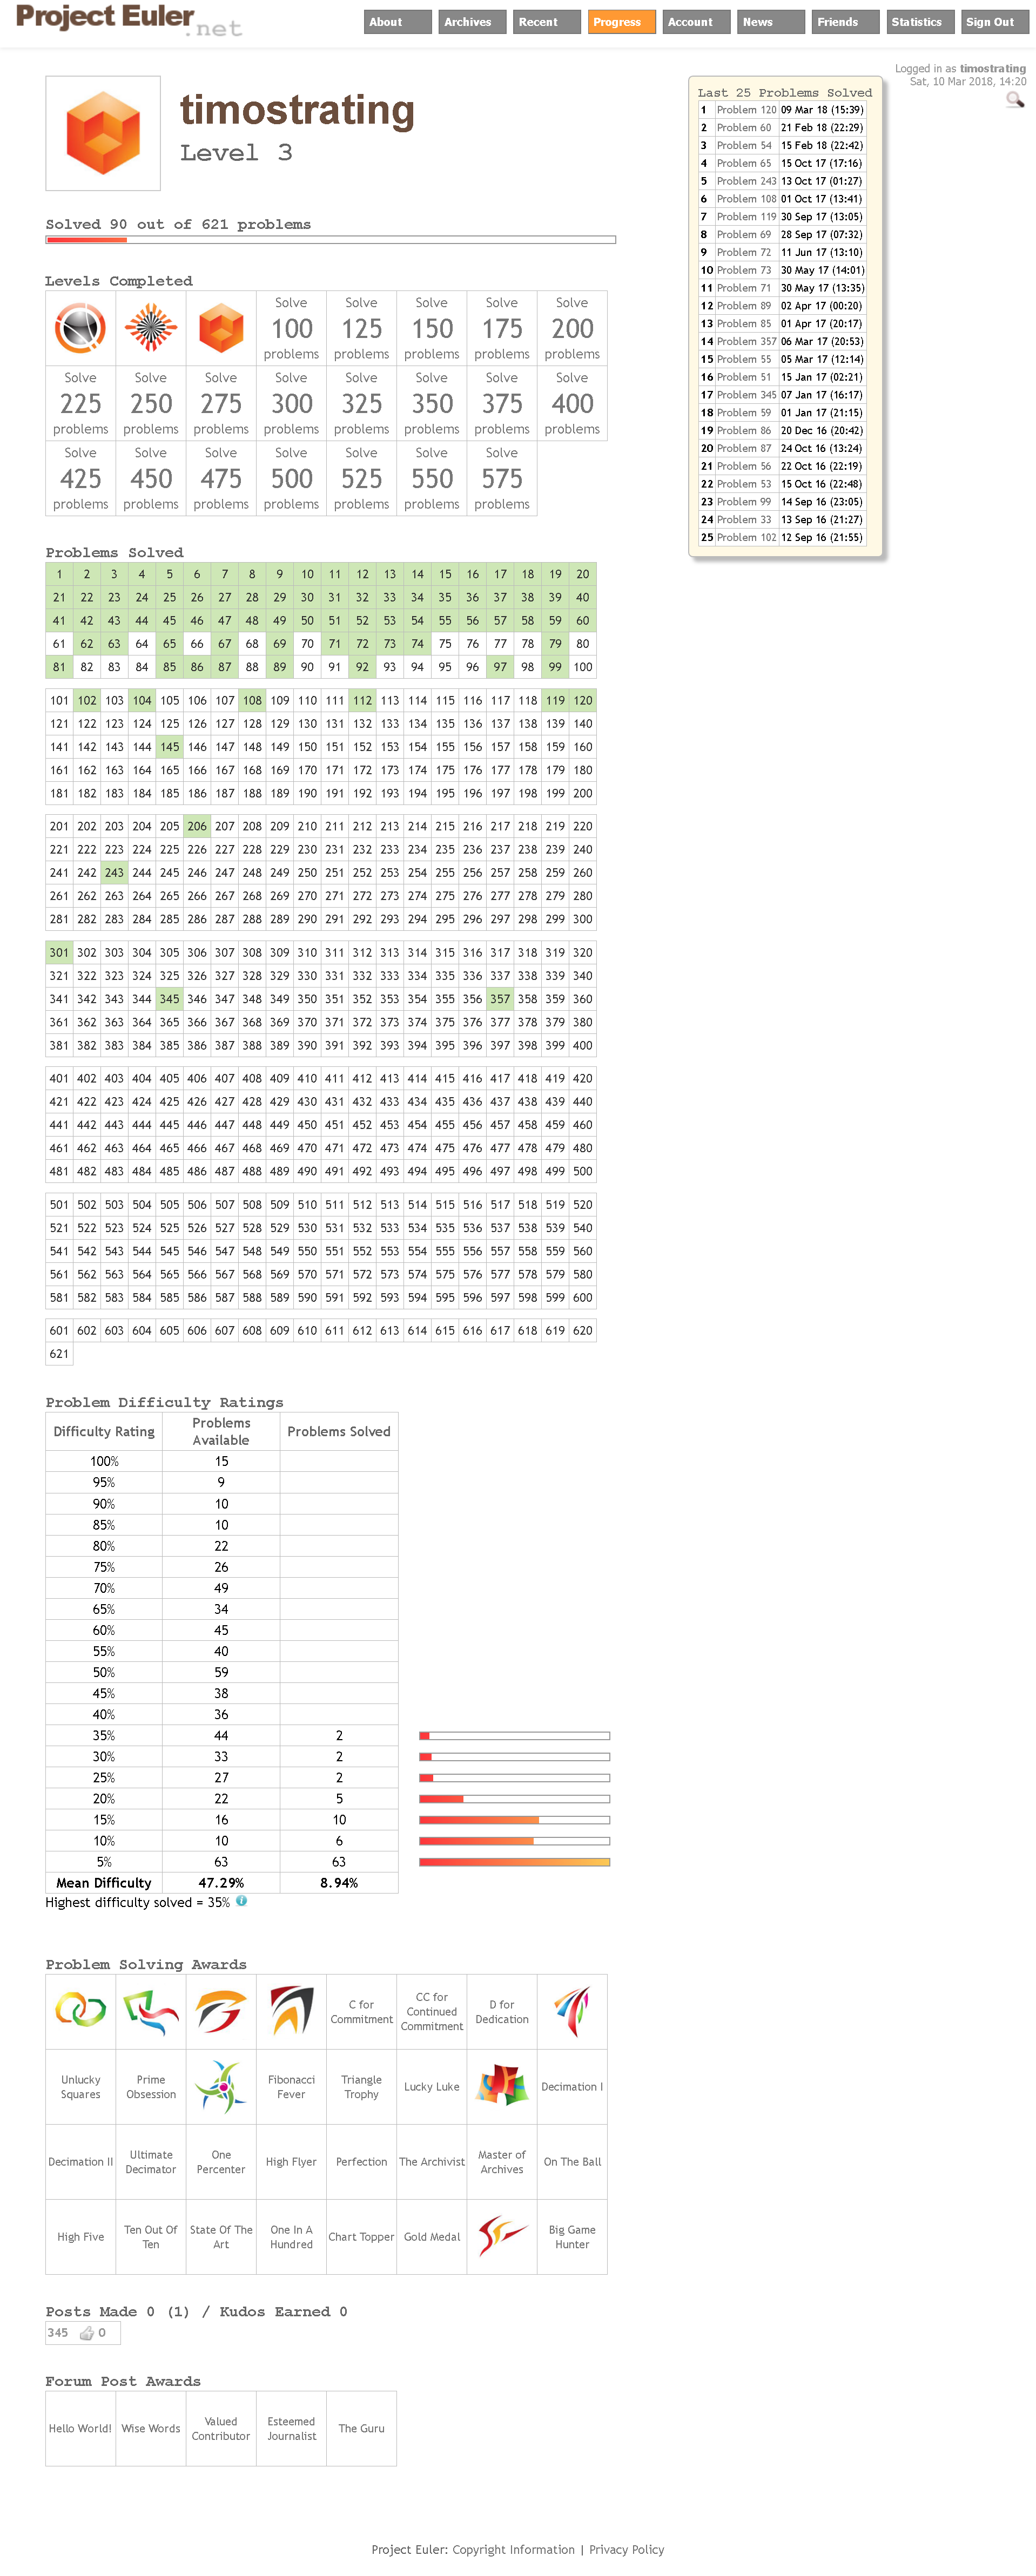 Project Euler
.net
About Archives Recent Progress Account News Friends Statistics Sign Out
Logged in as timostrating
Sat, 10 Mar 2018, 14:20
timostrating
Level 3
Solved 90 out of 621 problems
Levels Completed
Solve Solve Solve Solve Solve
100 125 150 175 200
problems problems problems problems problems
Solve Solve Solve Solve Solve Solve Solve Solve
225 250 275 300 325 350 375 400
problems problems problems problems problems problems problems problems
Solve Solve Solve Solve Solve Solve Solve
425 450 475 500 525 550 575
problems problems problems problems problems problems problems
Last 25 Problems Solved
1 Problem 120 09 Mar 18 (15:39)
2 Problem 60 21 Feb 18 (22:29)
3 Problem 54 15 Feb 18 (22:42)
4 Problem 65 15 Oct 17 (17:16)
5 Problem 243 13 Oct 17 (01:27)
6 Problem 108 01 Oct 17 (13:41)
7 Problem 119 30 Sep 17 (13:05)
8 Problem 69 28 Sep 17 (07:32)
9 Problem 72 11 Jun 17 (13:10)
10 Problem 73 30 May 17 (14:01)
11 Problem 71 30 May 17 (13:35)
12 Problem 89 02 Apr 17 (00:20)
13 Problem 85 01 Apr 17 (20:17)
14 Problem 357 06 Mar 17 (20:53)
15 Problem 55 05 Mar 17 (12:14)
16 Problem 51 15 Jan 17 (02:21)
17 Problem 345 07 Jan 17 (16:17)
18 Problem 59 01 Jan 17 (21:15)
19 Problem 86 20 Dec 16 (20:42)
20 Problem 87 24 Oct 16 (13:24)
21 Problem 56 22 Oct 16 (22:19)
22 Problem 53 15 Oct 16 (22:48)
23 Problem 99 14 Sep 16 (23:05)
24 Problem 33 13 Sep 16 (21:27)
25 Problem 102 12 Sep 16 (21:55)
Problems Solved
1 2 3 4 5 6 7 8 9 10 11 12 13 14 15 16 17 18 19 20
21 22 23 24 25 26 27 28 29 30 31 32 33 34 35 36 37 38 39 40
41 42 43 44 45 46 47 48 49 50 51 52 53 54 55 56 57 58 59 60
61 62 63 64 65 66 67 68 69 70 71 72 73 74 75 76 77 78 79 80
81 82 83 84 85 86 87 88 89 90 91 92 93 94 95 96 97 98 99 100
101 102 103 104 105 106 107 108 109 110 111 112 113 114 115 116 117 118 119 120
121 122 123 124 125 126 127 128 129 130 131 132 133 134 135 136 137 138 139 140
141 142 143 144 145 146 147 148 149 150 151 152 153 154 155 156 157 158 159 160
161 162 163 164 165 166 167 168 169 170 171 172 173 174 175 176 177 178 179 180
181 182 183 184 185 186 187 188 189 190 191 192 193 194 195 196 197 198 199 200
201 202 203 204 205 206 207 208 209 210 211 212 213 214 215 216 217 218 219 220
221 222 223 224 225 226 227 228 229 230 231 232 233 234 235 236 237 238 239 240
241 242 243 244 245 246 247 248 249 250 251 252 253 254 255 256 257 258 259 260
261 262 263 264 265 266 267 268 269 270 271 272 273 274 275 276 277 278 279 280
281 282 283 284 285 286 287 288 289 290 291 292 293 294 295 296 297 298 299 300
301 302 303 304 305 306 307 308 309 310 311 312 313 314 315 316 317 318 319 320
321 322 323 324 325 326 327 328 329 330 331 332 333 334 335 336 337 338 339 340
341 342 343 344 345 346 347 348 349 350 351 352 353 354 355 356 357 358 359 360
361 362 363 364 365 366 367 368 369 370 371 372 373 374 375 376 377 378 379 380
381 382 383 384 385 386 387 388 389 390 391 392 393 394 395 396 397 398 399 400
401 402 403 404 405 406 407 408 409 410 411 412 413 414 415 416 417 418 419 420
421 422 423 424 425 426 427 428 429 430 431 432 433 434 435 436 437 438 439 440
441 442 443 444 445 446 447 448 449 450 451 452 453 454 455 456 457 458 459 460
461 462 463 464 465 466 467 468 469 470 471 472 473 474 475 476 477 478 479 480
481 482 483 484 485 486 487 488 489 490 491 492 493 494 495 496 497 498 499 500
501 502 503 504 505 506 507 508 509 510 511 512 513 514 515 516 517 518 519 520
521 522 523 524 525 526 527 528 529 530 531 532 533 534 535 536 537 538 539 540
541 542 543 544 545 546 547 548 549 550 551 552 553 554 555 556 557 558 559 560
561 562 563 564 565 566 567 568 569 570 571 572 573 574 575 576 577 578 579 580
581 582 583 584 585 586 587 588 589 590 591 592 593 594 595 596 597 598 599 600
601 602 603 604 605 606 607 608 609 610 611 612 613 614 615 616 617 618 619 620
621
Problem Difficulty Ratings
Difficulty Rating Problems Available Problems Solved
100% 15
95% 9
90% 10
85% 10
80% 22
75% 26
70% 49
65% 34
60% 45
55% 40
50% 59
45% 38
40% 36
35% 44 2
30% 33 2
25% 27 2
20% 22 5
15% 16 10
10% 10 6
5% 63 63
Mean Difficulty 47.29% 8.94%
Highest difficulty solved = 35%
Problem Solving Awards
C for Commitment
CC for Continued Commitment
D for Dedication
Unlucky Squares
Prime Obsession
Fibonacci Fever
Triangle Trophy
Lucky Luke
Decimation I
Decimation II
Ultimate Decimator
One Percenter
High Flyer
Perfection
The Archivist
Master of Archives
On The Ball
High Five
Ten Out Of Ten
State Of The Art
One In A Hundred
Chart Topper
Gold Medal
Big Game Hunter
Posts Made 0 (1) / Kudos Earned 0
345 0
Forum Post Awards
Hello World!
Wise Words
Valued Contributor
Esteemed Journalist
The Guru
Project Euler: Copyright Information | Privacy Policy